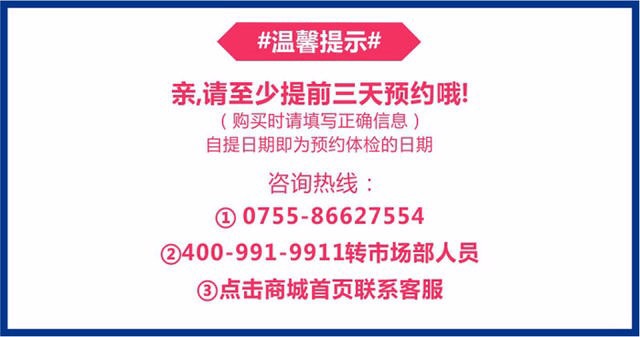 #温馨提示#
亲,请至少提前三天预约哦!
（购买时请填写正确信息）
自提日期即为预约体检的日期
咨询热线：
① 0755-86627554
②400-991-9911转市场部人员
③点击商城首页联系客服